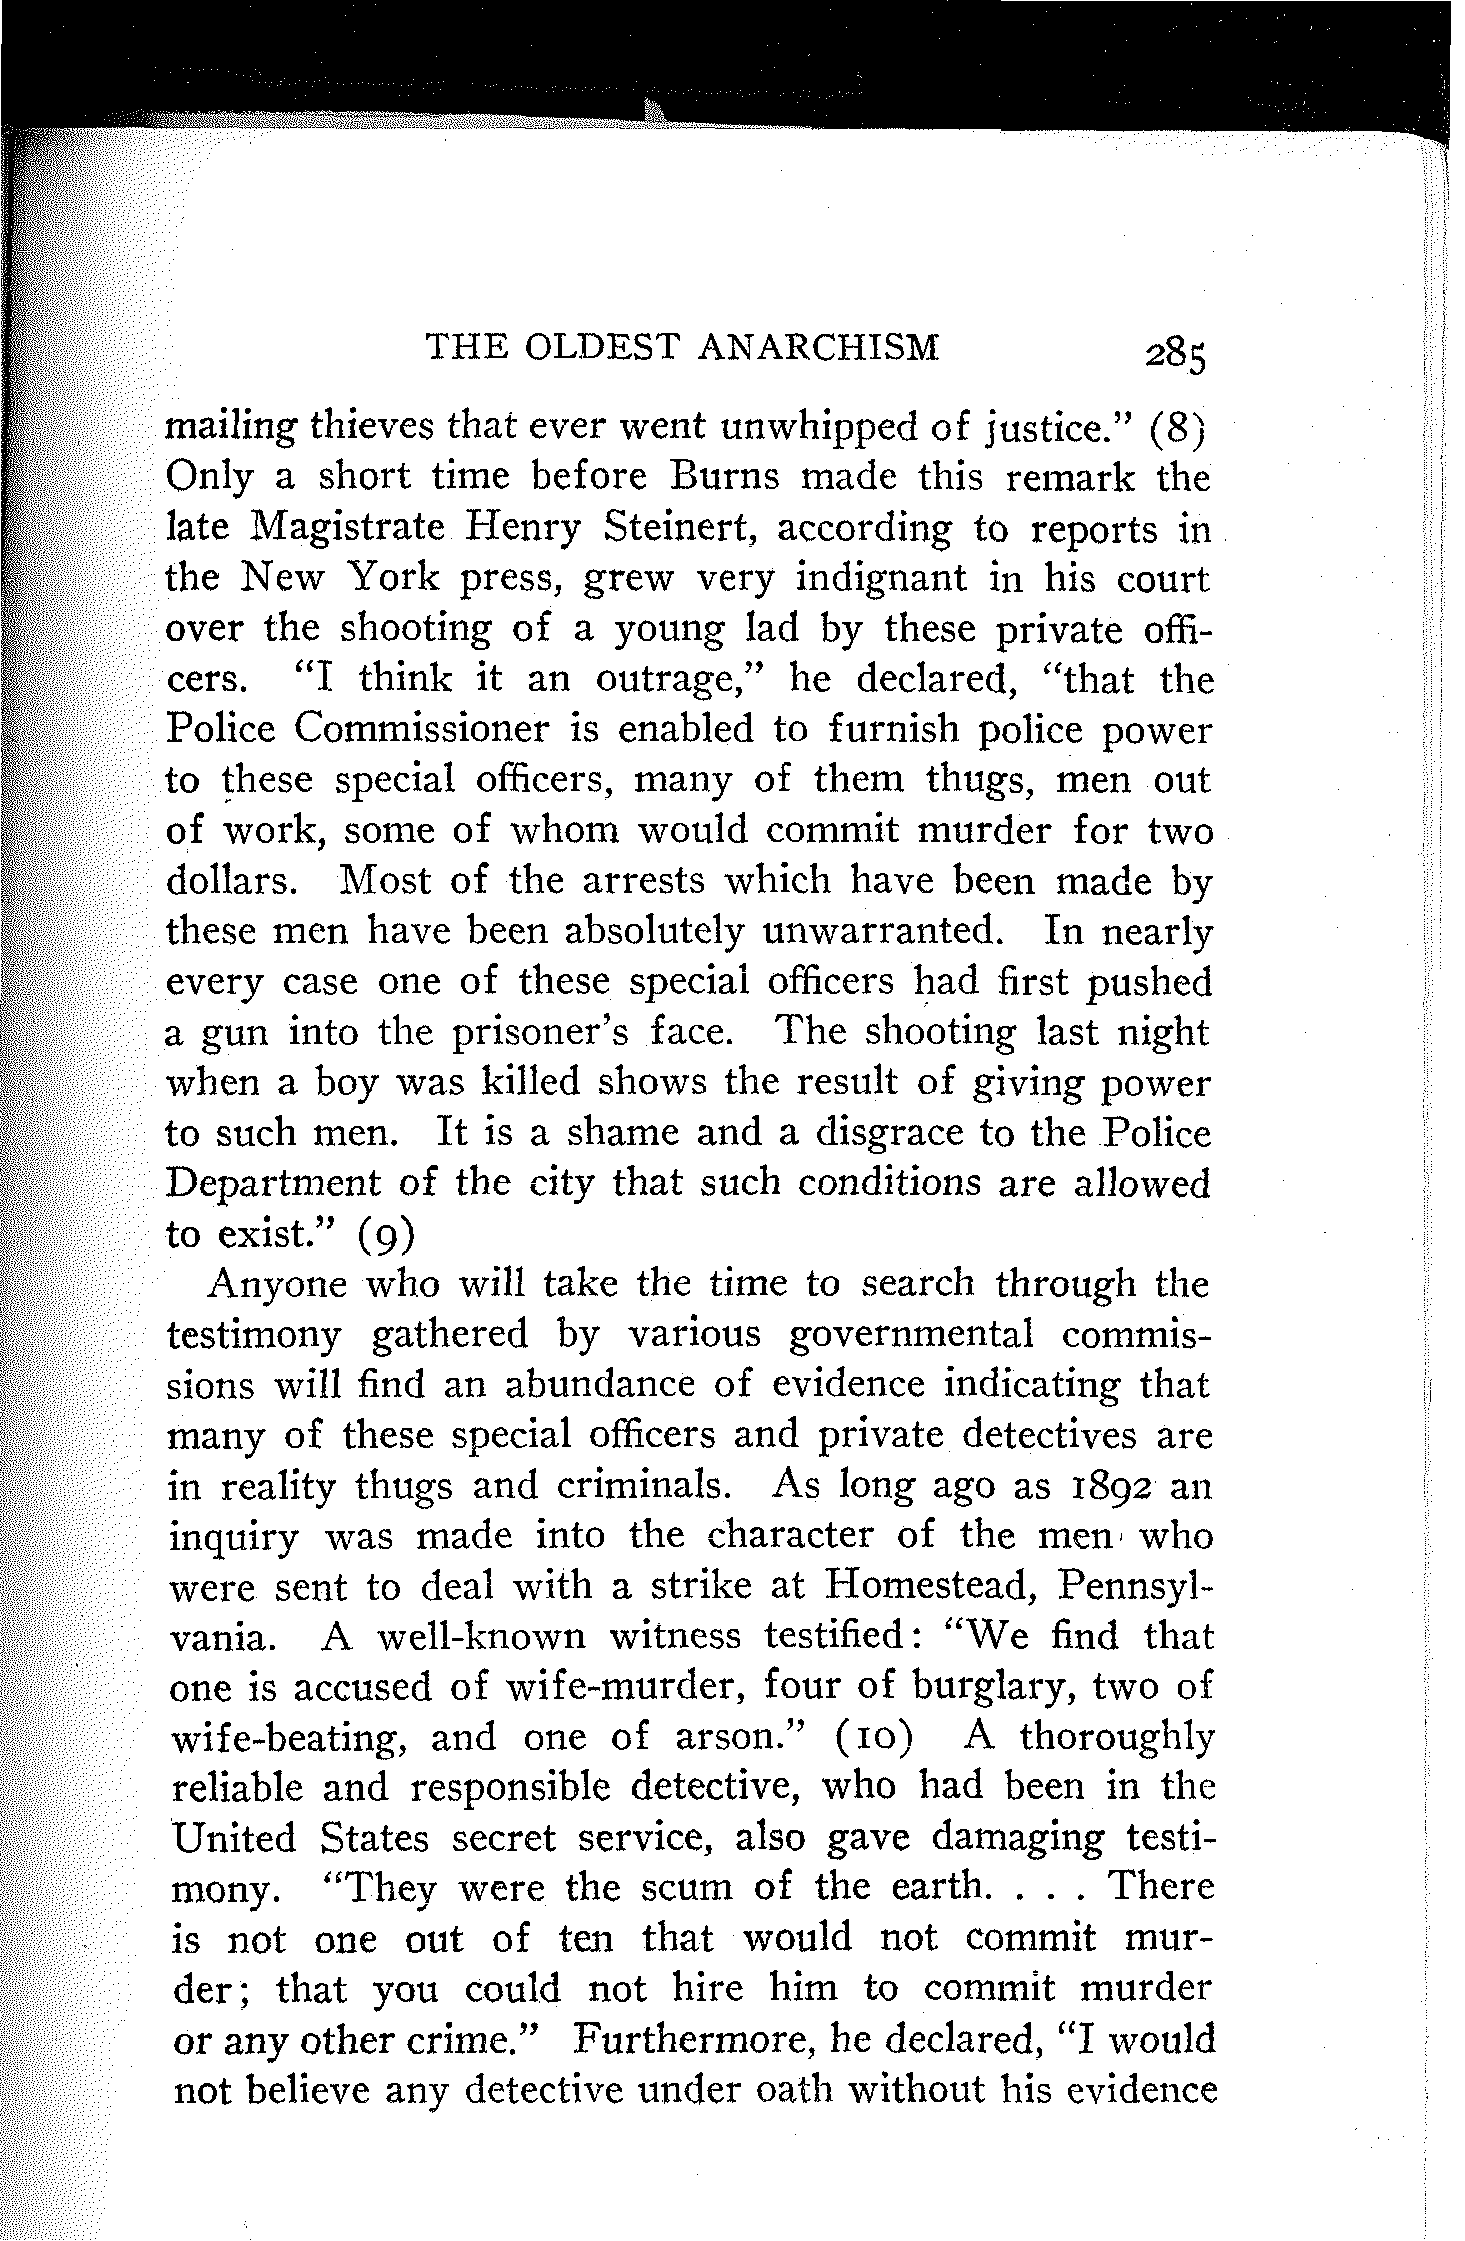 THE OLDEST ANARCHISM 285
mailing thieves that ever went unwhipped of justice." (8)
Only a short time before Burns made this remark the
late Magistrate Henry Steinert, according to reports in
the New York press, grew very indignant in his court
over the shooting of a young lad by these private offi-
cers. "I think it an outrage," he declared, "that the
Police Commissioner is enabled to furnish police power
to these special officers, many of them thugs, men out
of work, some of whom would commit murder for two
dollars. Most of the arrests which have been made by
these men have been absolutely unwarranted. In nearly
every case one of these special officers had first pushed
a gun into the prisoner's face. The shooting last night
when a boy was killed shows the result of giving power
to such men. It is a shame and a disgrace to the Police
Department of the city that such conditions are allowed
to exist." (9)
Anyone who will take the time to search through the
testimony gathered by various governmental commis-
sions will find an abundance of evidence indicating that
many of these special officers and private detectives are
in reality thugs and criminals. As long ago as 1892 an
inquiry was made into the character of the men who
were sent to deal with a strike at Homestead, Pennsyl-
vania. A well-known witness testified: "We find that
one is accused of wife-murder, four of burglary, two of
wife-beating, and one of arson." (10) A thoroughly
reliable and responsible detective, who had been in the
United States secret service, also gave damaging testi-
mony. "They were the scum of the earth. . . . There
is not one out of ten that would not commit mur-
der; that you could not hire him to commit murder
or any other crime." Furthermore, he declared, "I would
not believe any detective under oath without his evidence